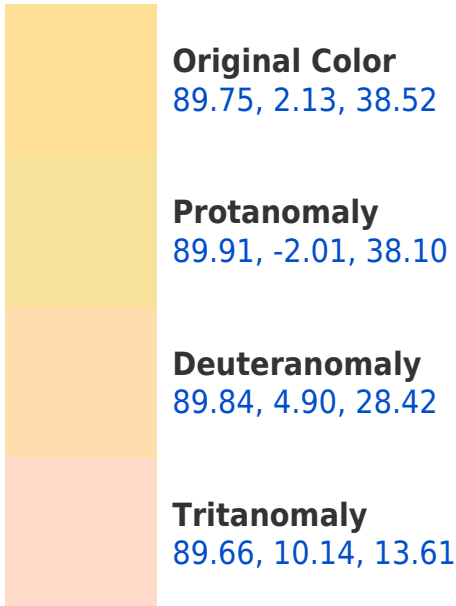 Original Color
89.75, 2.13, 38.52
Protanomaly
89.91, -2.01, 38.10
Deuteranomaly
89.84, 4.90, 28.42
Tritanomaly
89.66, 10.14, 13.61